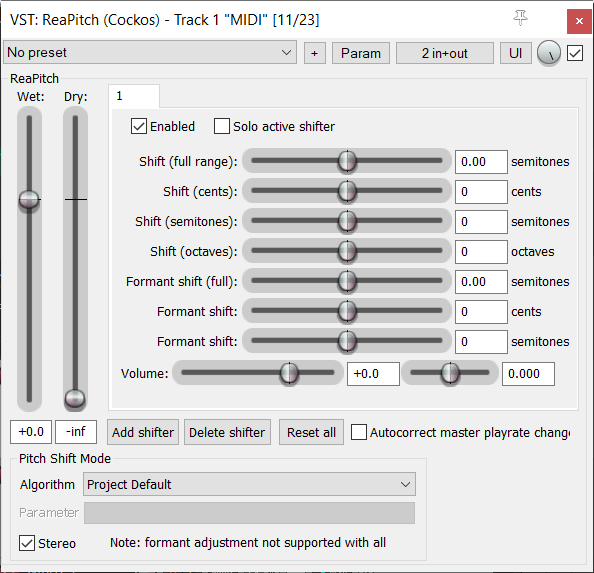 VST: ReaPitch (Cockos) - Track 1 "MIDI" [11/23]
No preset + Param 2 in+out UI
ReaPitch
Wet: Dry: 1
Enabled Solo active shifter
Shift (full range): 0.00 semitones
Shift (cents): 0 cents
Shift (semitones): 0 semitones
Shift (octaves): 0 octaves
Formant shift (full): 0.00 semitones
Formant shift: 0 cents
Formant shift: 0 semitones
Volume: +0.0 0.000
+0.0 -inf Add shifter Delete shifter Reset all Autocorrect master playrate change
Pitch Shift Mode
Algorithm Project Default
Parameter
Stereo Note: formant adjustment not supported with all